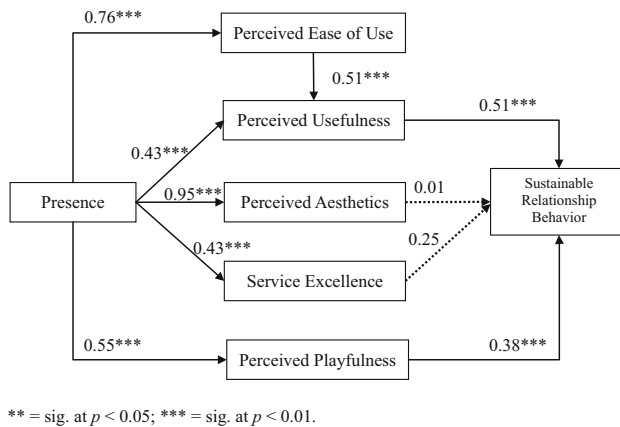 0.76***
Perceived Ease of Use
0.51***
Perceived Usefulness
0.51***
0.43***
Presence
0.95***
Perceived Aesthetics
0.01
Sustainable
Relationship
Behavior
0.43***
0.25
Service Excellence
0.55***
Perceived Playfulness
0.38***
** = sig. at p < 0.05; *** = sig. at p < 0.01.